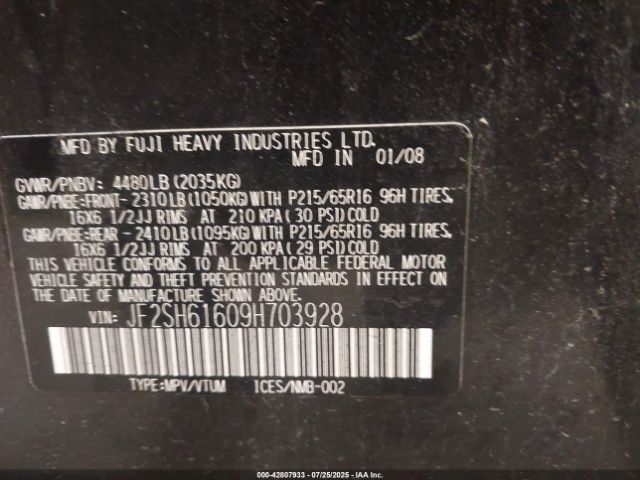 MFD BY FUJI HEAVY INDUSTRIES LTD.
MFD IN 01/08
GVWR/PNBV: 4480LB(2035KG)
GAWR/PNBE:FRONT- 2310LB(1050KG)WITH P215/65R16 96H TIRES,
16X6 1/2JJ RIMS AT 210 KPA(30 PSI)COLD
GAWR/PNBE:REAR - 2410LB(1095KG)WITH P215/65R16 96H TIRES,
16X6 1/2JJ RIMS AT 200 KPA(29 PSI)COLD
THIS VEHICLE CONFORMS TO ALL APPLICABLE FEDERAL MOTOR
VEHICLE SAFETY AND THEFT PREVENTION STANDARDS IN EFFECT
ON THE DATE OF MANUFACTURE SHOWN ABOVE.
VIN: JF2SH61609H703928
TYPE:MPV/VTUM ICES/NMB-002
000-42807933 - 07/25/2025 - IAA Corp.